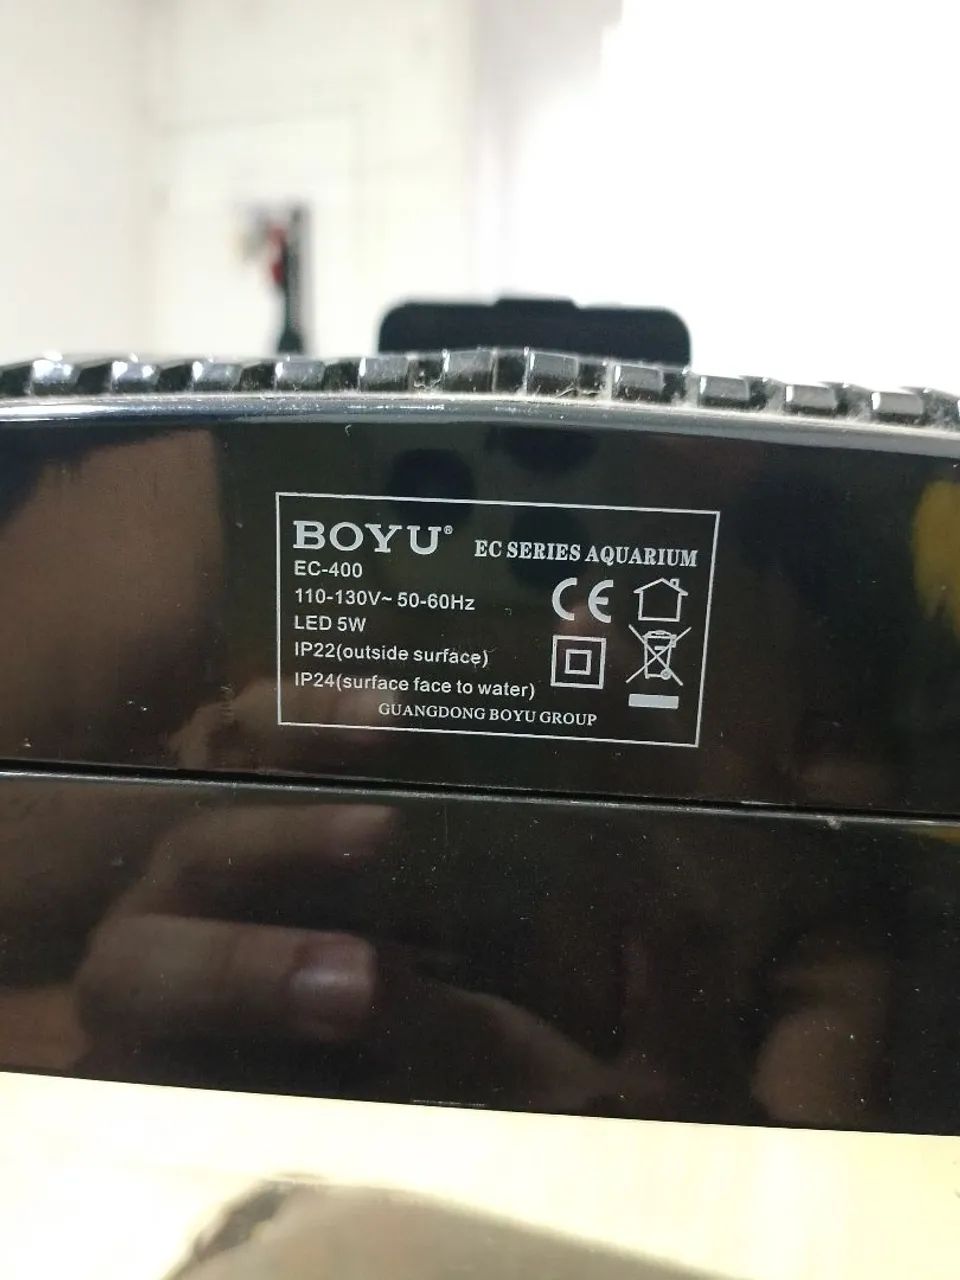 BOYU®
EC SERIES AQUARIUM
EC-400
110-130V~ 50-60Hz
LED 5W
IP22(outside surface)
IP24(surface face to water)
CE
GUANGDONG BOYU GROUP